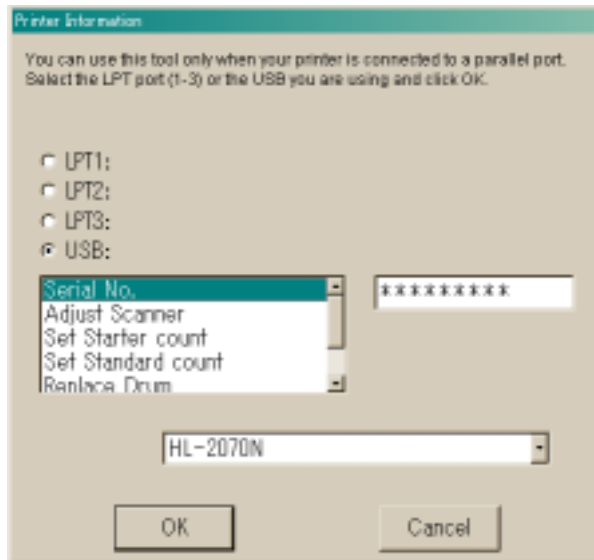 Printer Information
You can use this tool only when your printer is connected to a parallel port.
Select the LPT port (1-3) or the USB you are using and click OK.
LPT1:
LPT2:
LPT3:
USB:
Serial No.
*********
Adjust Scanner
Set Starter count
Set Standard count
Replace Drum
HL-2070N
OK
Cancel